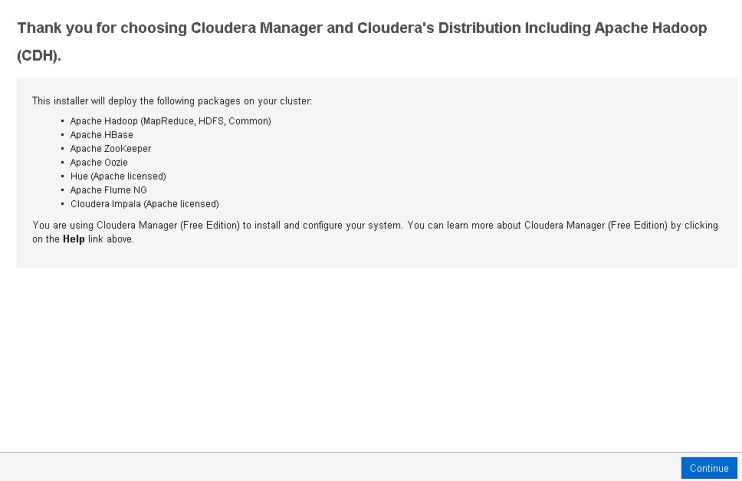 Thank you for choosing Cloudera Manager and Cloudera's Distribution Including Apache Hadoop
(CDH).
This installer will deploy the following packages on your cluster:
• Apache Hadoop (MapReduce, HDFS, Common)
• Apache HBase
• Apache ZooKeeper
• Apache Oozie
• Hue (Apache licensed)
• Apache Flume NG
• Cloudera Impala (Apache licensed)
You are using Cloudera Manager (Free Edition) to install and configure your system. You can learn more about Cloudera Manager (Free Edition) by clicking
on the Help link above.
Continue